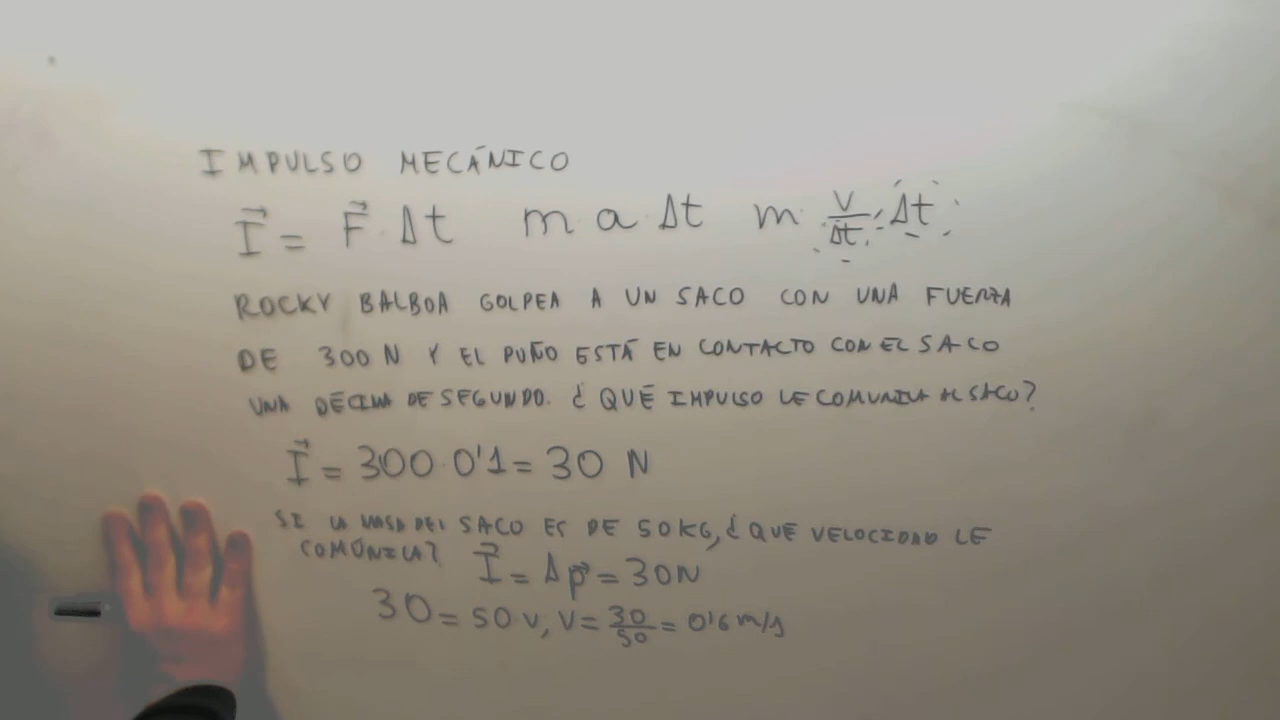 IMPULSO MECÁNICO
I⃗ = F⃗ · Δt m a Δt m · v/Δt · Δt
ROCKY BALBOA GOLPEA A UN SACO CON UNA FUERZA
DE 300 N Y EL PUÑO ESTÁ EN CONTACTO CON EL SACO
UNA DÉCIMA DE SEGUNDO. ¿QUÉ IMPULSO LE COMUNICA AL SACO?
I⃗ = 300 · 0'1 = 30 N
SI LA MASA DEL SACO ES DE 50 KG, ¿QUE VELOCIDAD LE
COMUNICA? I⃗ = Δp⃗ = 30N
30 = 50 · v, v = 30/50 = 0'6 m/s